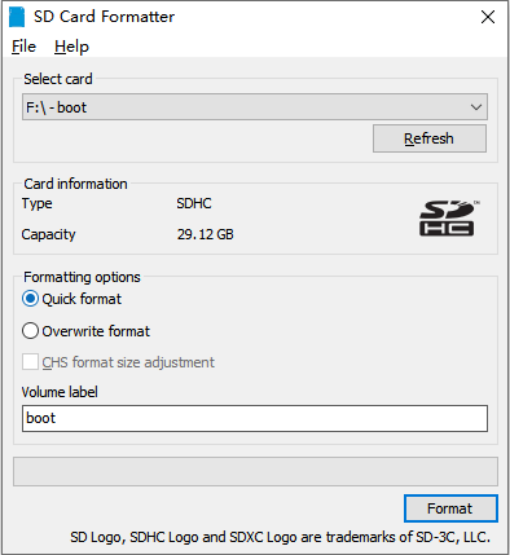 SD Card Formatter
File Help
Select card
F:\ - boot
Refresh
Card information
Type SDHC
Capacity 29.12 GB
SD™
HC
Formatting options
Quick format
Overwrite format
CHS format size adjustment
Volume label
boot
Format
SD Logo, SDHC Logo and SDXC Logo are trademarks of SD-3C, LLC.